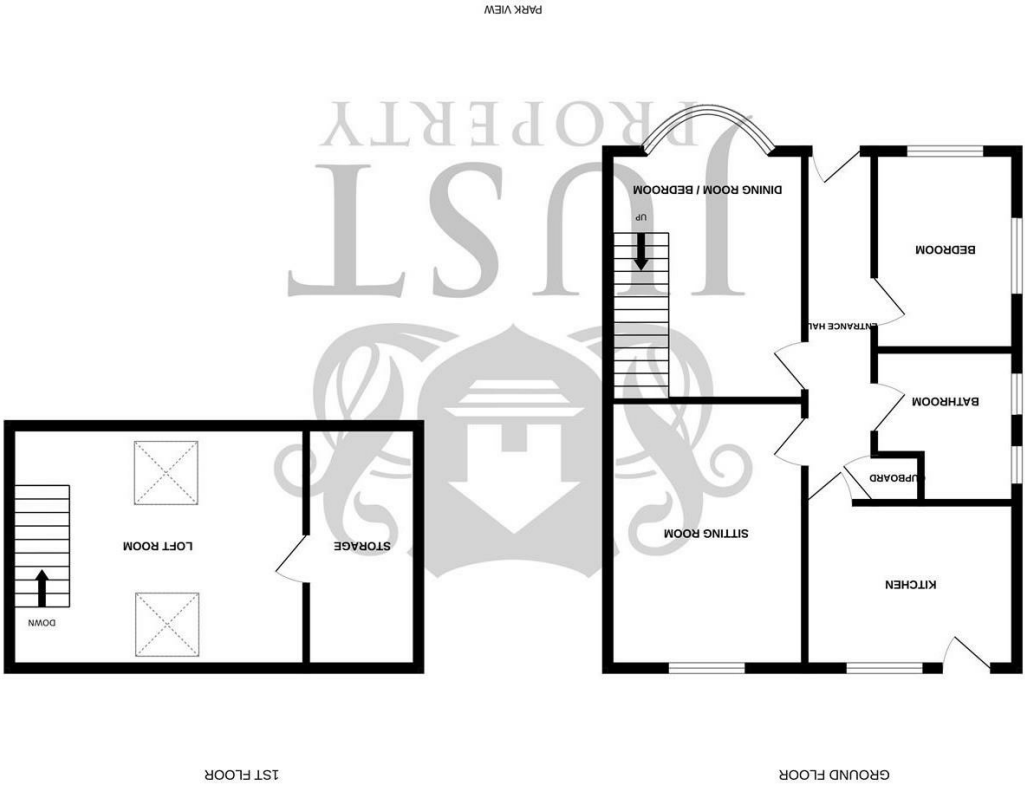 GROUND FLOOR
1ST FLOOR
KITCHEN
SITTING ROOM
CUPBOARD
BATHROOM
ENTRANCE HALL
BEDROOM
UP
DINING ROOM / BEDROOM
DOWN
STORAGE
LOFT ROOM
JUST
PROPERTY
PARK VIEW